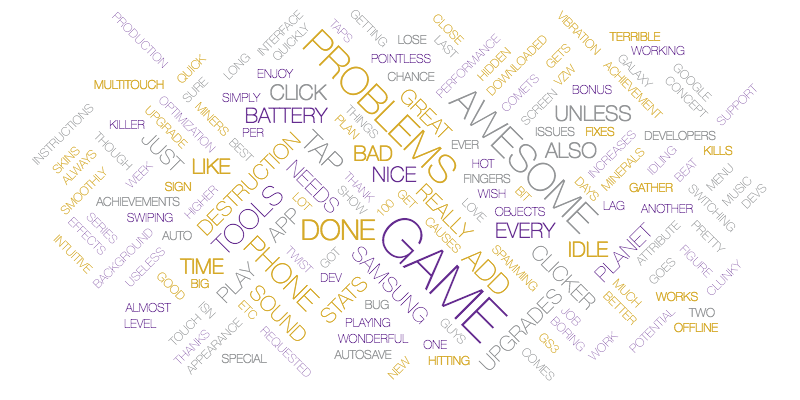 PRODUCTION
GETTING
TAPS
INTERFACE
QUICKLY
LOSE
CLOSE
LAST
VIBRATION
TERRIBLE
WORKING
LONG
POINTLESS
PERFORMANCE
HIDDEN
DOWNLOADED
GETS
VZW
GALAXY
GOOGLE
CONCEPT
QUICK
SURE
ENJOY
CHANCE
PROBLEMS
COMETS
ACHIEVEMENT
MULTITOUCH
CLICK
GREAT
AWESOME
SCREEN
BONUS
SUPPORT
SIMPLY
BATTERY
THINGS
UNLESS
KILLER
UPGRADE
OPTIMIZATION
MINERS
PER
PLAN
ISSUES
FIXES
DEVELOPERS
INSTRUCTIONS
THOUGH
JUST
BEST
TAP
BAD
EVER
ALSO
INCREASES
IDLING
BEAT
KILLS
SKINS
ALWAYS
WEEK
LIKE
DESTRUCTION
NICE
HOT
FINGERS
MINERALS
MENU
SMOOTHLY
SIGN
NEEDS
THANK
WISH
BIT
DAYS
GATHER
SWITCHING
MUSIC
DEVS
ACHIEVEMENTS
HIGHER
LOT
SHOW
100
GET
REALLY
LOVE
OBJECTS
LAG
ANOTHER
SERIES
EFFECTS
SWIPING
TOOLS
APP
DONE
CAUSES
EVERY
ATTRIBUTE
PRETTY
INTUITIVE
BACKGROUND
AUTO
PHONE
TWIST
GOT
GAME
ADD
SPAMMING
IDLE
PLANET
USELESS
GOOD
TIME
BIG
PLAY
DEV
SAMSUNG
CLICKER
GOES
FIGURE
CLUNKY
ALMOST
LEVEL
TOUCH
WIZ
SOUND
STATS
BUG
UPGRADES
MUCH
BETTER
WORKS
ETC
PLAYING
GUYS
JOB
BORING
POTENTIAL
TWO
OFFLINE
THANKS
APPEARANCE
REQUESTED
WONDERFUL
ONE
GS3
WORK
SPECIAL
AUTOSAVE
NEW
HITTING
COMES